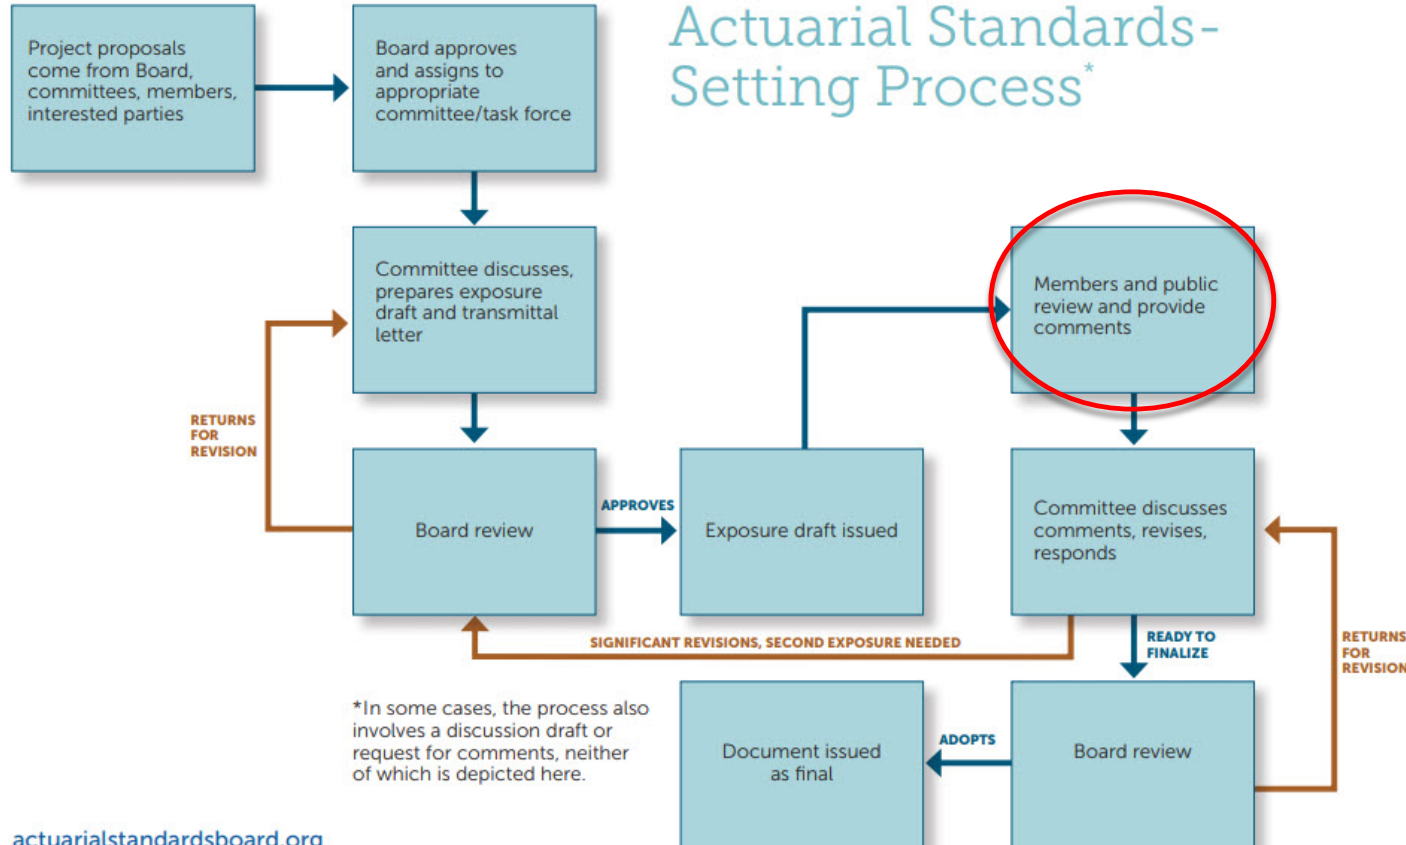 Actuarial Standards-
Setting Process*
Project proposals
come from Board,
committees, members,
interested parties
Board approves
and assigns to
appropriate
committee/task force
Committee discusses,
prepares exposure
draft and transmittal
letter
RETURNS
FOR
REVISION
Board review
APPROVES
Exposure draft issued
Members and public
review and provide
comments
Committee discusses
comments, revises,
responds
SIGNIFICANT REVISIONS, SECOND EXPOSURE NEEDED
READY TO
FINALIZE
RETURNS
FOR
REVISION
Board review
ADOPTS
Document issued
as final
*In some cases, the process also
involves a discussion draft or
request for comments, neither
of which is depicted here.
actuarialstandardsboard.org